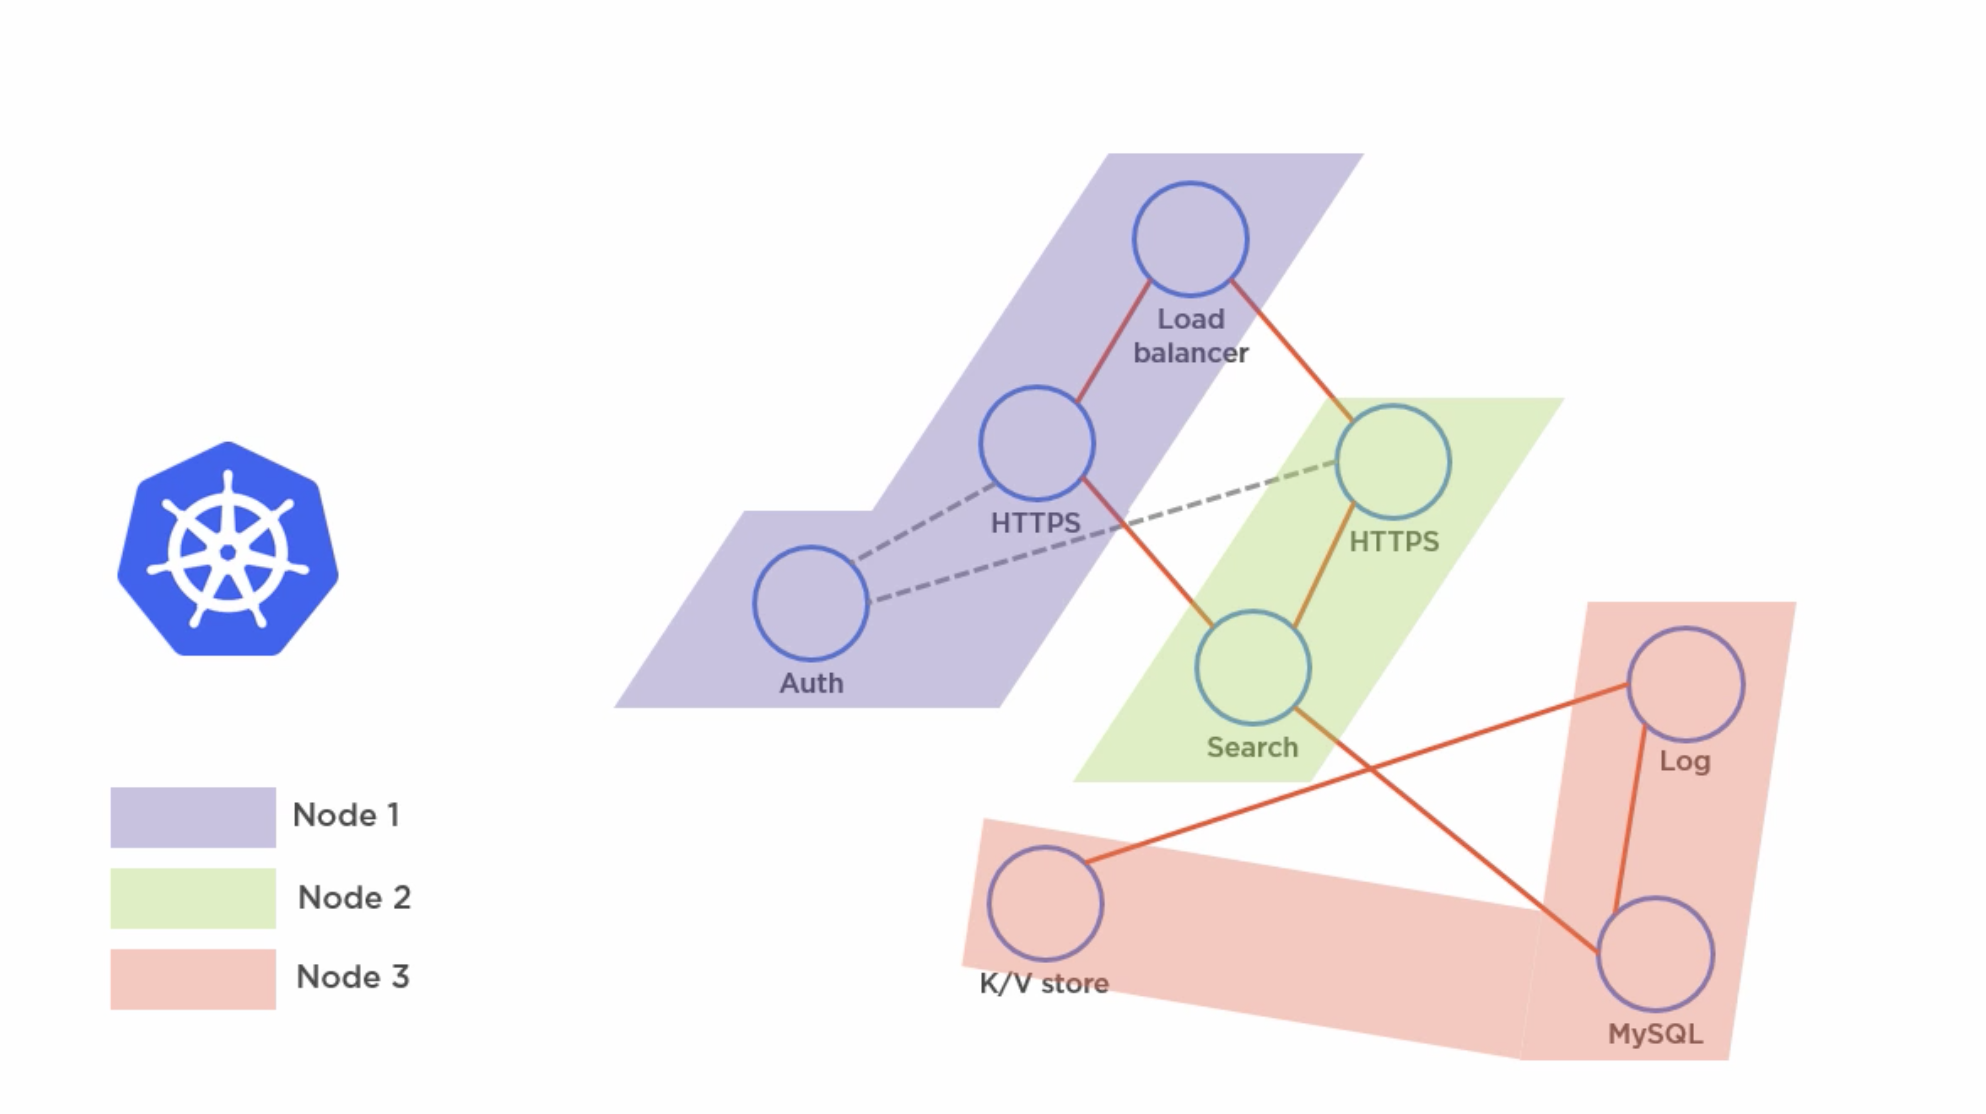 Load
balancer
HTTPS
HTTPS
Auth
Search
Log
K/V store
MySQL
Node 1
Node 2
Node 3